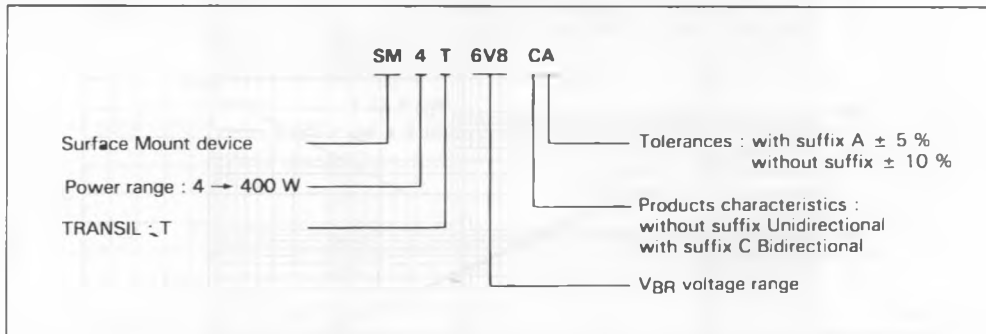 SM 4 T 6V8 CA
Surface Mount device
Power range : 4 → 400 W
TRANSIL : T
Tolerances : with suffix A ± 5 %
without suffix ± 10 %
Products characteristics :
without suffix Unidirectional
with suffix C Bidirectional
VBR voltage range